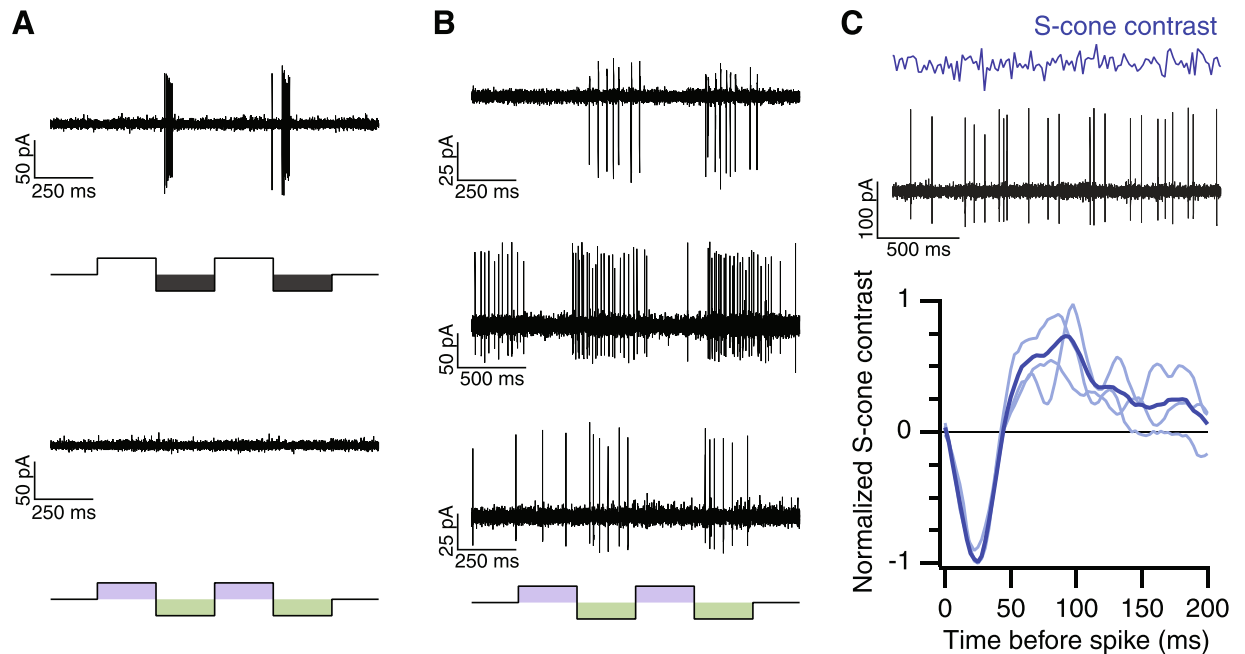 A
50 pA
250 ms
50 pA
250 ms
B
25 pA
250 ms
50 pA
500 ms
25 pA
250 ms
C
S-cone contrast
100 pA
500 ms
Normalized S-cone contrast
1
0
-1
0 50 100 150 200
Time before spike (ms)